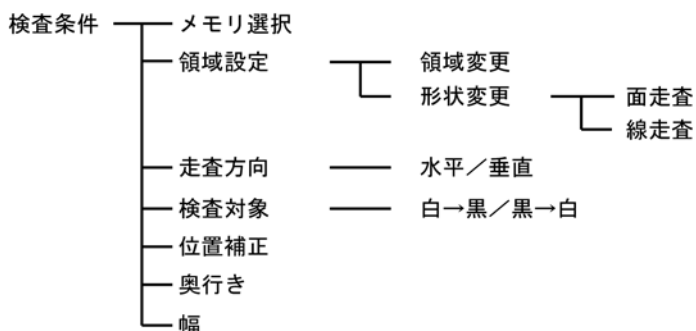 検査条件 メモリ選択
領域設定 領域変更
形状変更 面走査
線走査
走査方向 水平／垂直
検査対象 白→黒／黒→白
位置補正
奥行き
幅